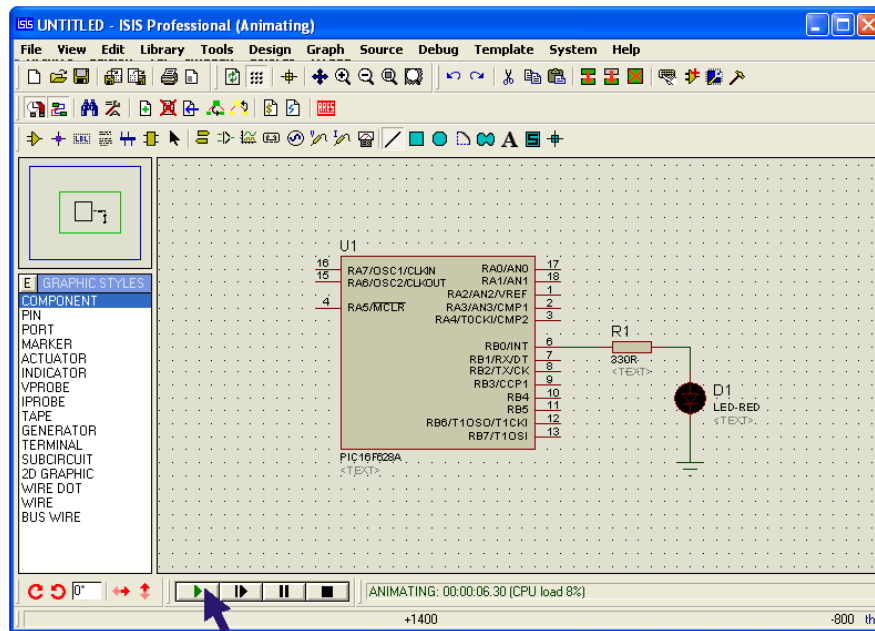 UNTITLED - ISIS Professional (Animating)
File View Edit Library Tools Design Graph Source Debug Template System Help
LBL
ARES
A
S
E GRAPHIC STYLES
COMPONENT
PIN
PORT
MARKER
ACTUATOR
INDICATOR
VPROBE
IPROBE
TAPE
GENERATOR
TERMINAL
SUBCIRCUIT
2D GRAPHIC
WIRE DOT
WIRE
BUS WIRE
U1
16 RA7/OSC1/CLKIN RA0/AN0 17
15 RA6/OSC2/CLKOUT RA1/AN1 18
RA2/AN2/VREF 1
4 RA5/MCLR RA3/AN3/CMP1 2
RA4/T0CKI/CMP2 3
RB0/INT 6
RB1/RX/DT 7
RB2/TX/CK 8
RB3/CCP1 9
RB4 10
RB5 11
RB6/T1OSO/T1CKI 12
RB7/T1OSI 13
PIC16F628A
<TEXT>
R1
330R
<TEXT>
D1
LED-RED
<TEXT>
0°
ANIMATING: 00:00:06.30 (CPU load 8%)
+1400 -800 th